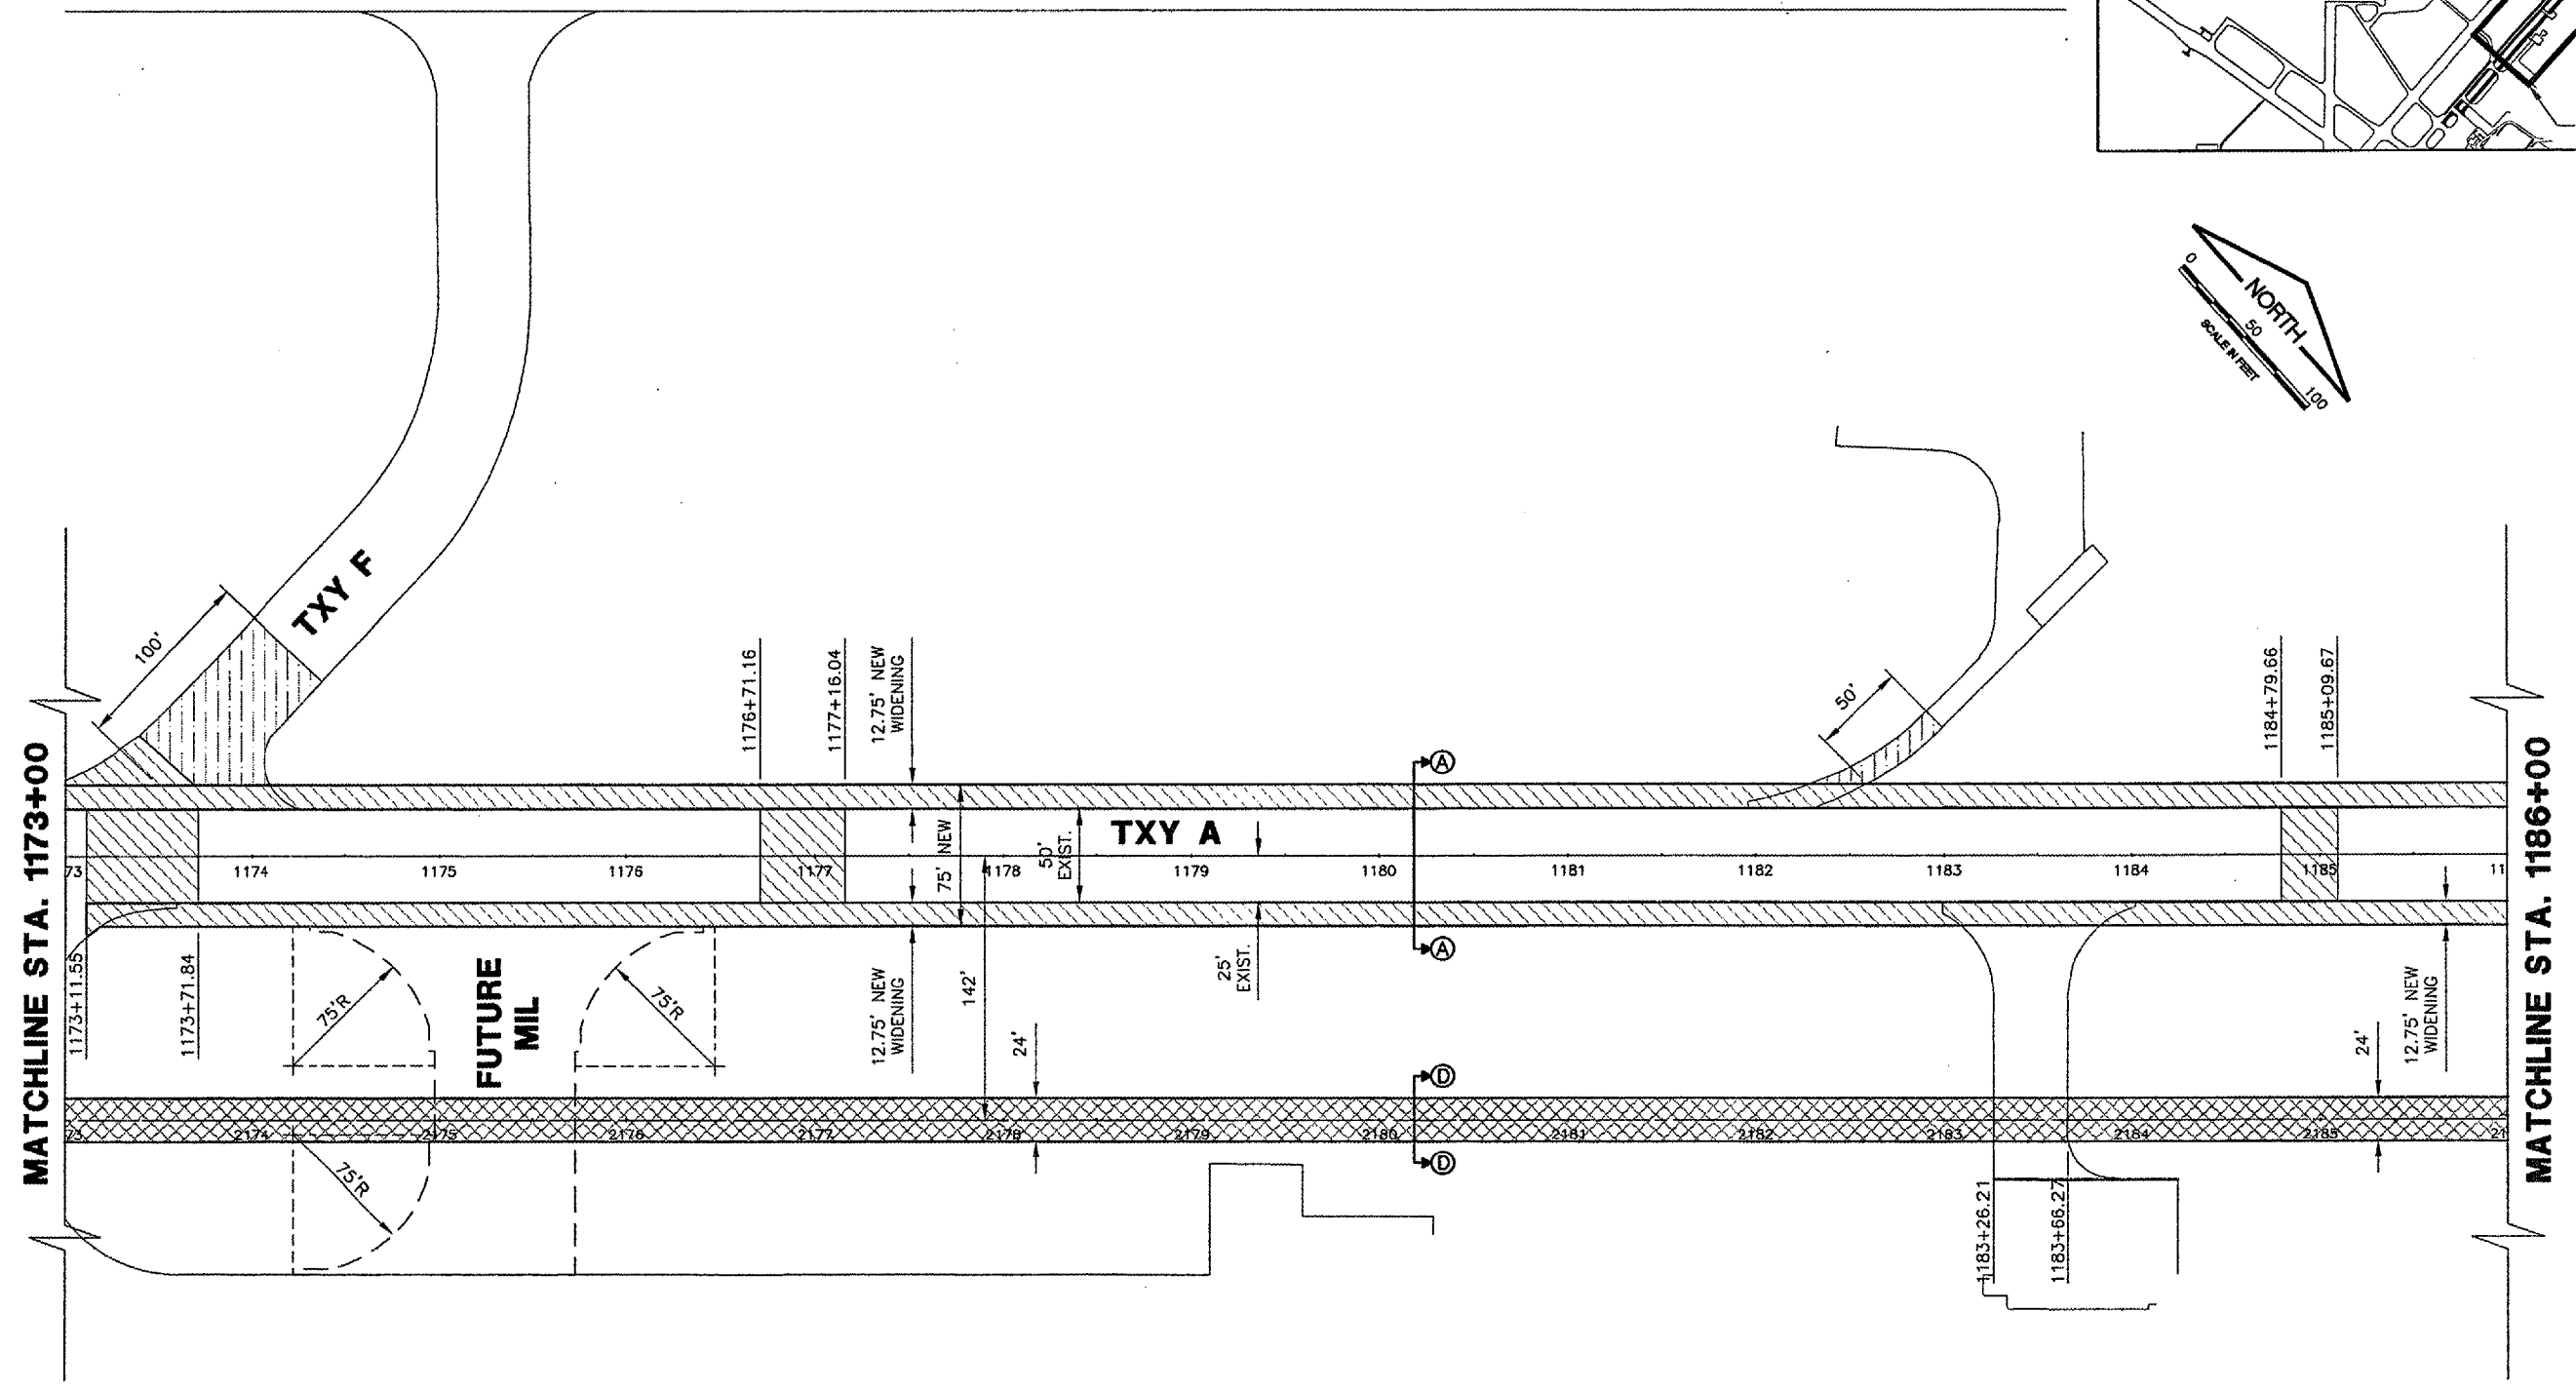 NORTH
0
50
100
SCALE IN FEET
TXY F
100'
50'
MATCHLINE STA. 1173+00
MATCHLINE STA. 1186+00
1176+71.16
1177+16.04
12.75' NEW
WIDENING
1184+79.66
1185+09.67
A
TXY A
75' NEW
50'
EXIST.
73
1174
1175
1176
1177
1178
1179
1180
1181
1182
1183
1184
1185
11
A
1173+11.55
1173+71.84
75'R
FUTURE
MIL
75'R
12.75' NEW
WIDENING
142'
24'
25'
EXIST.
24'
12.75' NEW
WIDENING
D
73
2174
2175
2176
2177
2178
2179
2180
2181
2182
2183
2184
2185
21
D
75'R
1183+26.21
1183+66.27